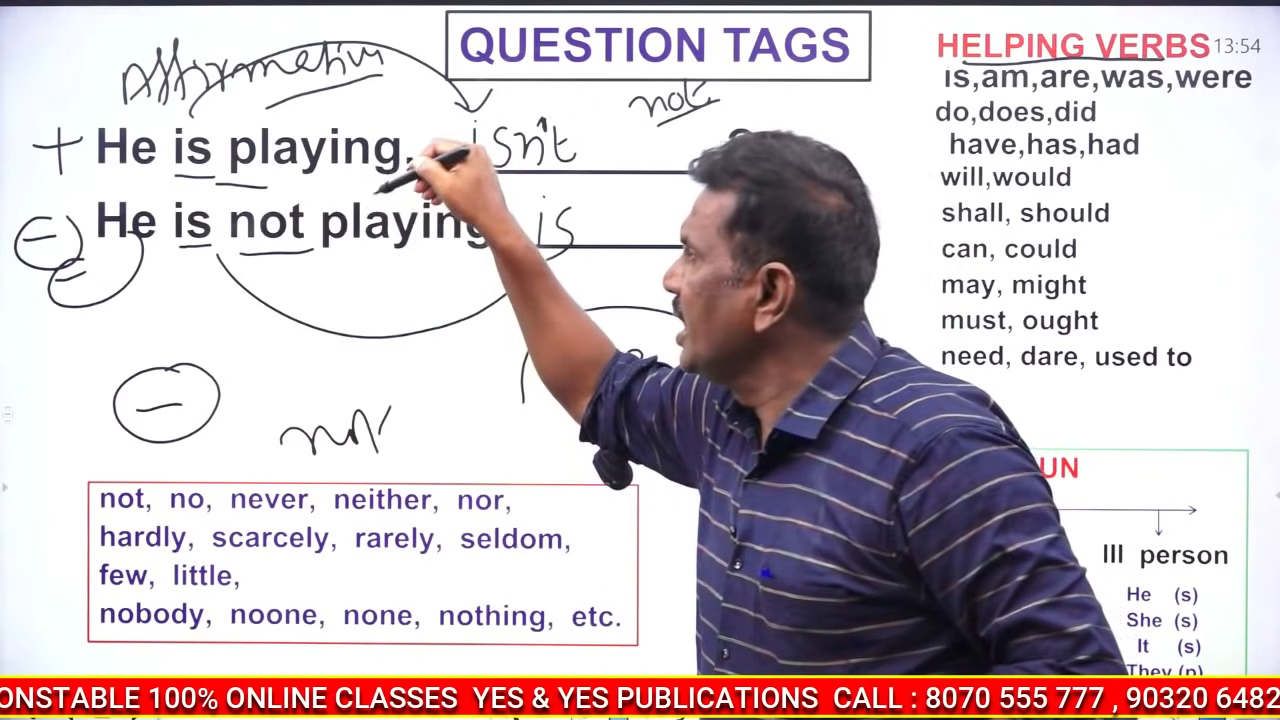 QUESTION TAGS
HELPING VERBS
13:54
Affirmative
not
+ He is playing. isn't
- He is not playing is
-
-
not
is,am,are,was,were
do,does,did
have,has,had
will,would
shall, should
can, could
may, might
must, ought
need, dare, used to
not, no, never, neither, nor,
hardly, scarcely, rarely, seldom,
few, little,
nobody, noone, none, nothing, etc.
UN
III person
He (s)
She (s)
It (s)
They (p)
ONSTABLE 100% ONLINE CLASSES YES & YES PUBLICATIONS CALL : 8070 555 777 , 90320 6482